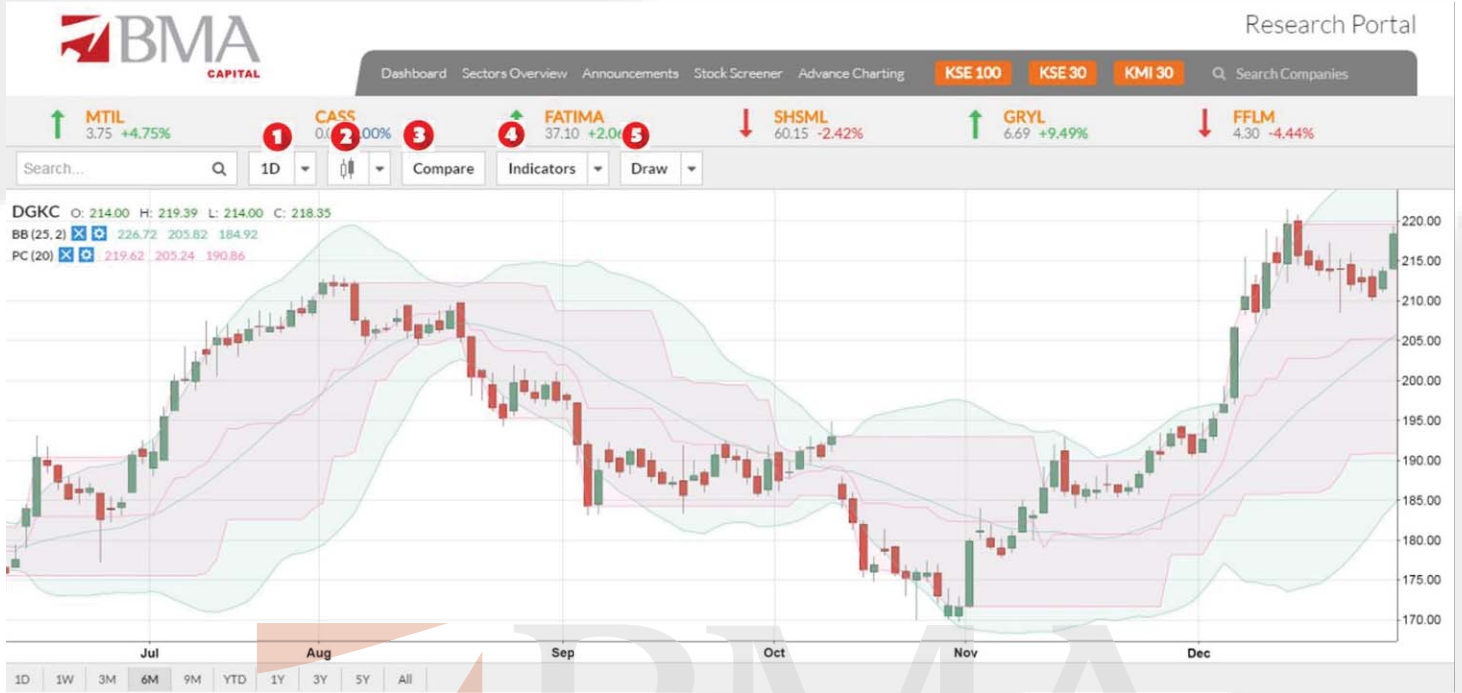 BMA
CAPITAL
Research Portal
Dashboard Sectors Overview Announcements Stock Screener Advance Charting KSE 100 KSE 30 KMI 30 Search Companies
MTIL
3.75 +4.75%
CASS
FATIMA
37.10
SHSML
60.15 -2.42%
GRYL
6.69 +9.49%
FFLM
4.30 -4.44%
1 2 3 4 5
Search... 1D Compare Indicators Draw
DGKC O: 214.00 H: 219.39 L: 214.00 C: 218.35
BB (25, 2) 226.72 205.82 184.92
PC (20) 219.62 205.24 190.86
220.00
215.00
210.00
205.00
200.00
195.00
190.00
185.00
180.00
175.00
170.00
Jul Aug Sep Oct Nov Dec
1D 1W 3M 6M 9M YTD 1Y 3Y 5Y All